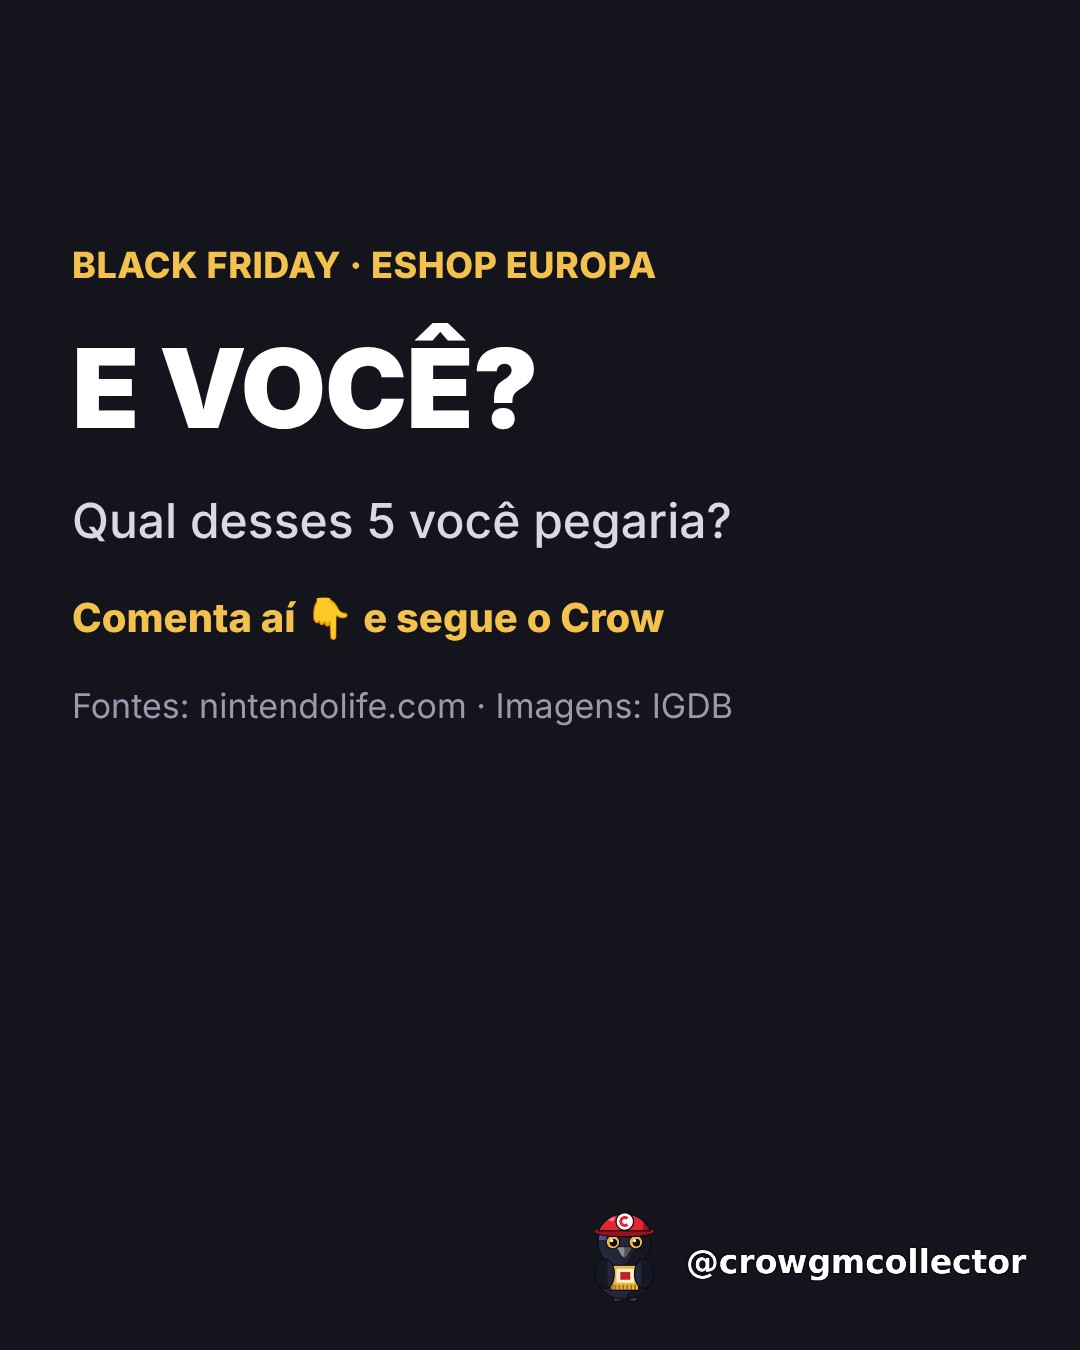 BLACK FRIDAY · ESHOP EUROPA
E VOCÊ?
Qual desses 5 você pegaria?
Comenta aí 👇 e segue o Crow
Fontes: nintendolife.com · Imagens: IGDB
C
@crowgmcollector